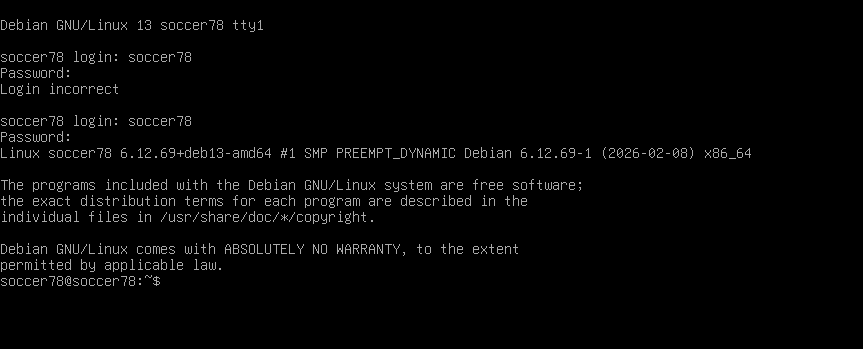 Debian GNU/Linux 13 soccer78 tty1
soccer78 login: soccer78
Password:
Login incorrect
soccer78 login: soccer78
Password:
Linux soccer78 6.12.69+deb13-amd64 #1 SMP PREEMPT_DYNAMIC Debian 6.12.69-1 (2026-02-08) x86_64
The programs included with the Debian GNU/Linux system are free software;
the exact distribution terms for each program are described in the
individual files in /usr/share/doc/*/copyright.
Debian GNU/Linux comes with ABSOLUTELY NO WARRANTY, to the extent
permitted by applicable law.
soccer78@soccer78:~$